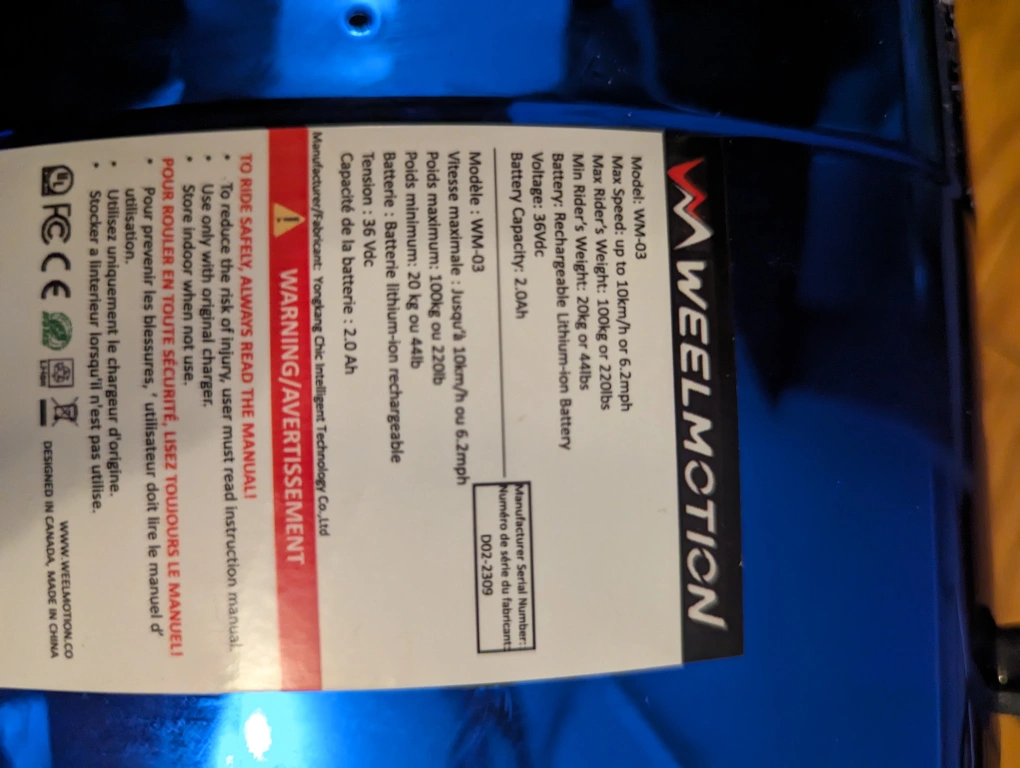 WEELMOTION
Model: WM-03
Max Speed: up to 10km/h or 6.2mph
Max Rider's Weight: 100kg or 220lbs
Min Rider's Weight: 20kg or 44lbs
Battery: Rechargeable Lithium-ion Battery
Voltage: 36Vdc
Battery Capacity: 2.0Ah
Manufacturer Serial Number:
Numéro de série du fabricant:
D02-2309
Modèle : WM-03
Vitesse maximale : Jusqu'à 10km/h ou 6.2mph
Poids maximum: 100kg ou 220lb
Poids minimum: 20 kg ou 44lb
Batterie : Batterie lithium-ion rechargeable
Tension : 36 Vdc
Capacité de la batterie : 2.0 Ah
Manufacturer/Fabricant: Yongkang Chic Intelligent Technology Co.,Ltd
WARNING/AVERTISSEMENT
TO RIDE SAFELY, ALWAYS READ THE MANUAL!
• To reduce the risk of injury, user must read instruction manual.
• Use only with original charger.
• Store indoor when not use.
POUR ROULER EN TOUTE SÉCURITÉ, LISEZ TOUJOURS LE MANUEL!
• Pour prevenir les blessures, ' utilisateur doit lire le manuel d'
utilisation.
• Utilisez uniquement le chargeur d'origine.
• Stocker a linterieur lorsqu'il n'est pas utilise.
UL FC CE Li-ion
WWW.WEELMOTION.CO
DESIGNED IN CANADA, MADE IN CHINA